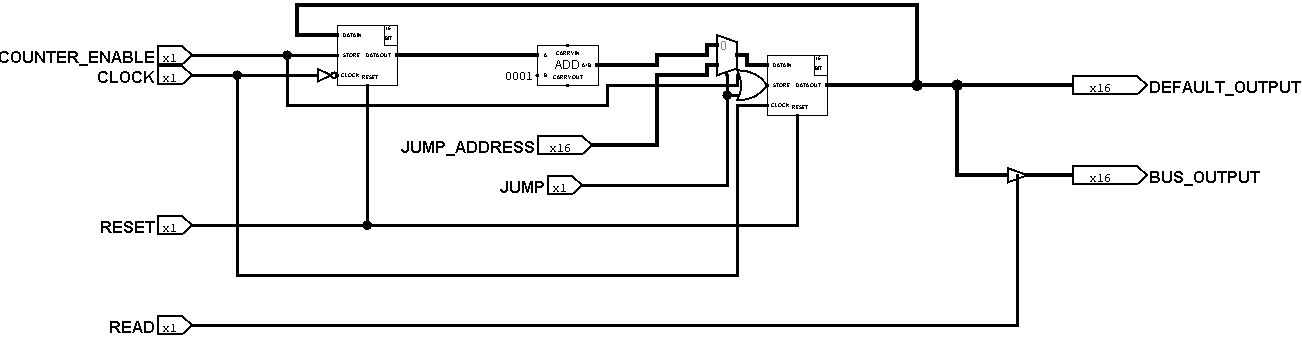 COUNTER_ENABLE x1
CLOCK x1
DATAIN 16 BIT
STORE DATAOUT
CLOCK RESET
CARRYIN
A ADD A+B
0001 B CARRYOUT
0
DATAIN 16 BIT
STORE DATAOUT
CLOCK RESET
x16 DEFAULT_OUTPUT
JUMP_ADDRESS x16
JUMP x1
x16 BUS_OUTPUT
RESET x1
READ x1